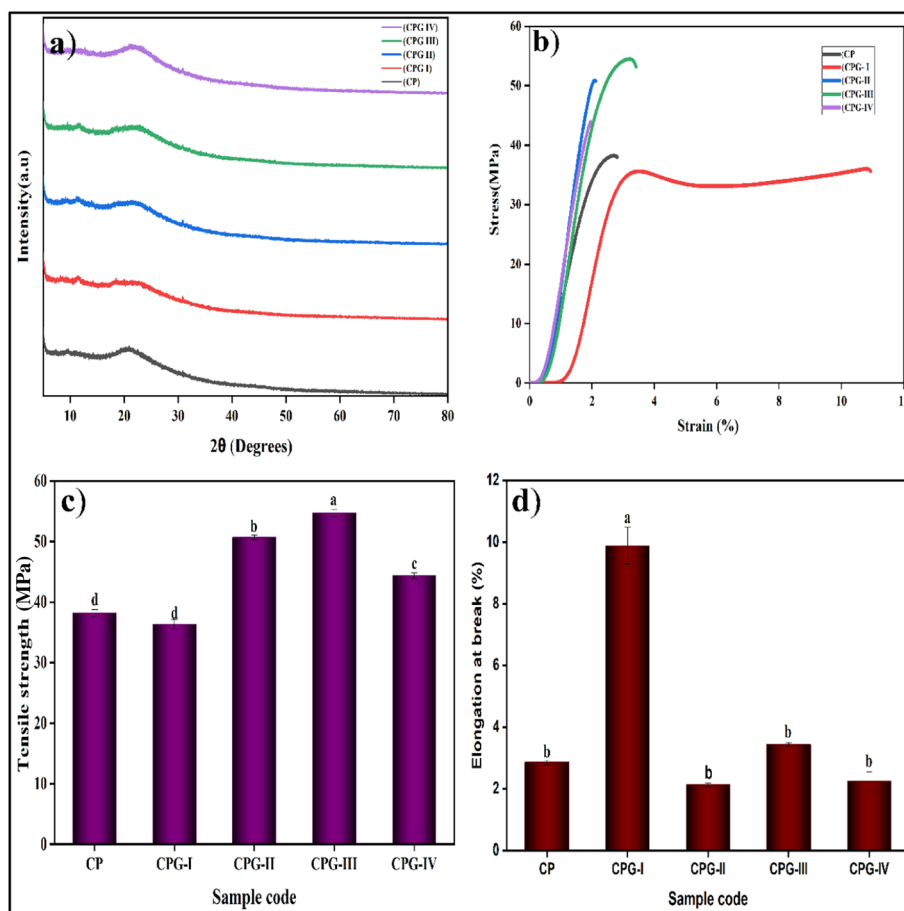 a)
(CPG IV)
(CPG III)
(CPG II)
(CPG I)
(CP)
Intensity(a.u)
10 20 30 40 50 60 70 80
2θ (Degrees)
b)
(CP
(CPG- I
(CPG-II
(CPG-III
(CPG-IV
Stress(MPa)
60
50
40
30
20
10
0
0 2 4 6 8 10 12
Strain (%)
c)
Tensile strength (MPa)
60
50
40
30
20
10
0
d d b a c
CP CPG-I CPG-II CPG-III CPG-IV
Sample code
d)
Elongation at break (%)
12
10
8
6
4
2
0
b a b b b
CP CPG-I CPG-II CPG-III CPG-IV
Sample code